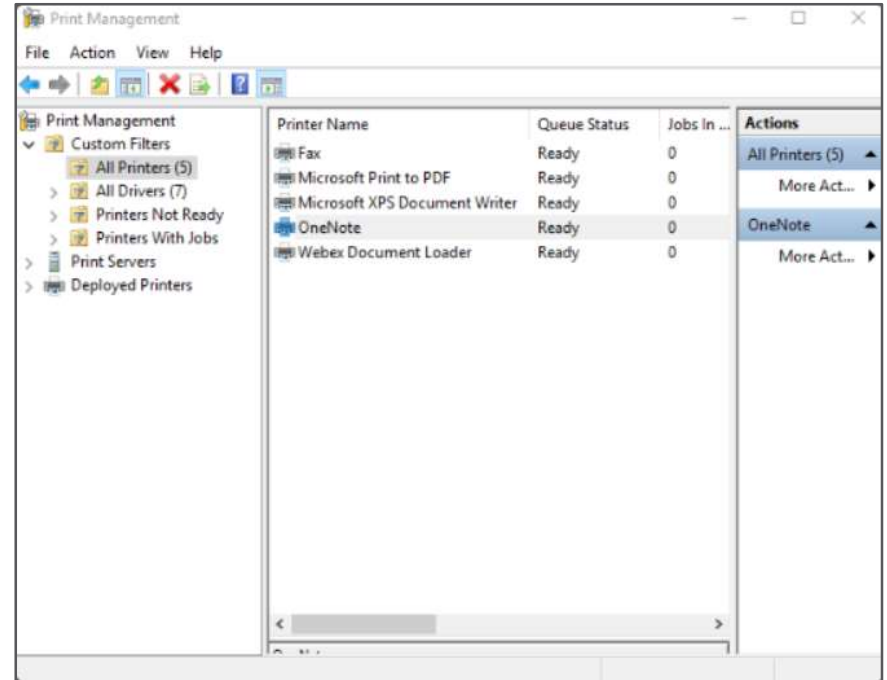 Print Management
File Action View Help
Print Management
Custom Filters
All Printers (5)
All Drivers (7)
Printers Not Ready
Printers With Jobs
Print Servers
Deployed Printers
Printer Name Queue Status Jobs In ...
Fax Ready 0
Microsoft Print to PDF Ready 0
Microsoft XPS Document Writer Ready 0
OneNote Ready 0
Webex Document Loader Ready 0
Actions
All Printers (5)
More Act...
OneNote
More Act...